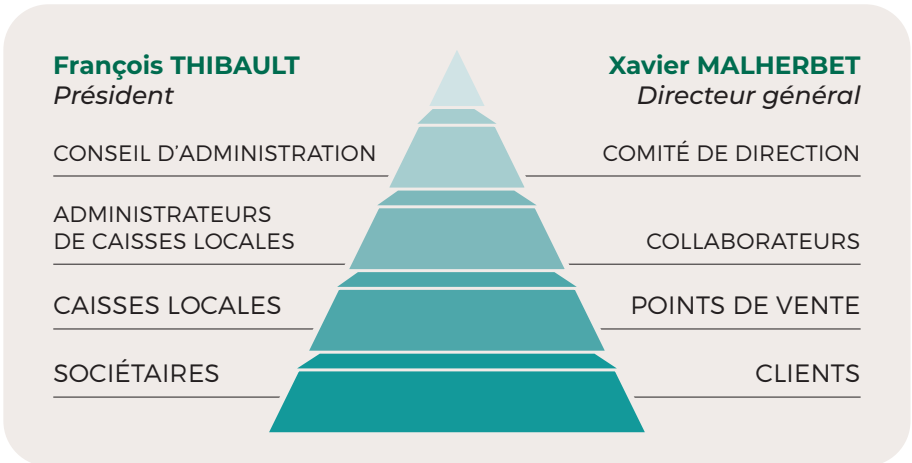 François THIBAULT
Président
Xavier MALHERBET
Directeur général
CONSEIL D'ADMINISTRATION
COMITÉ DE DIRECTION
ADMINISTRATEURS
DE CAISSES LOCALES
COLLABORATEURS
CAISSES LOCALES
POINTS DE VENTE
SOCIÉTAIRES
CLIENTS